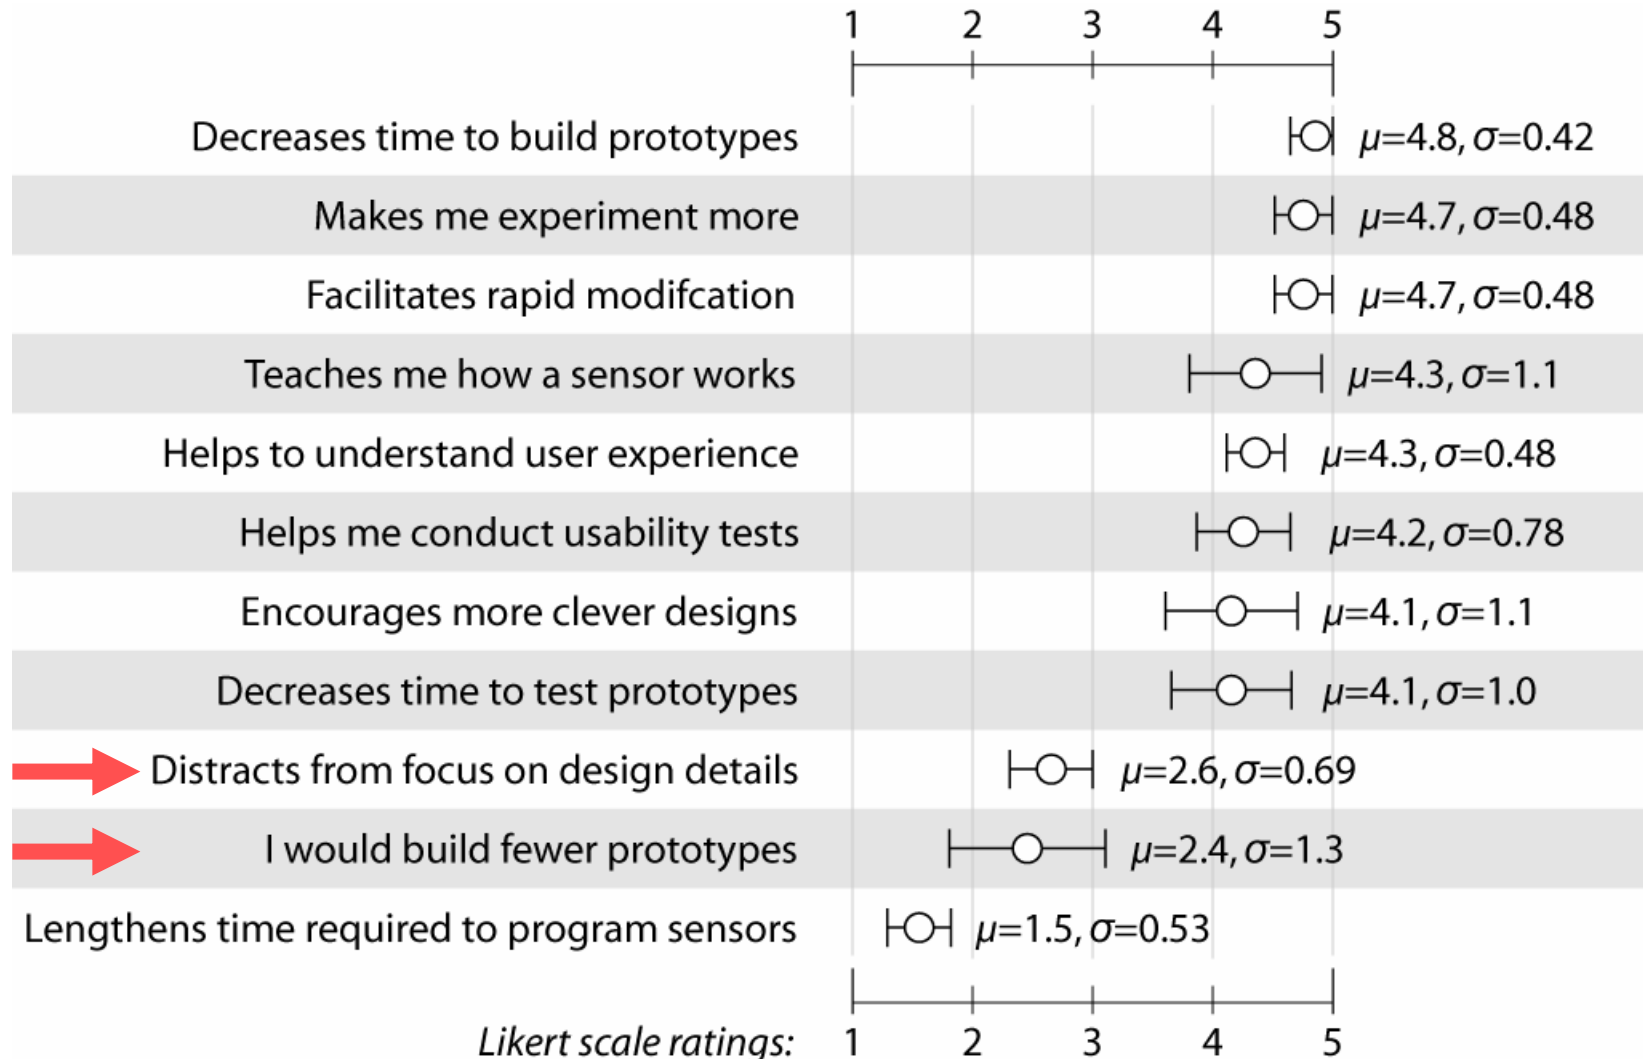 1 2 3 4 5
Decreases time to build prototypes μ=4.8, σ=0.42
Makes me experiment more μ=4.7, σ=0.48
Facilitates rapid modifcation μ=4.7, σ=0.48
Teaches me how a sensor works μ=4.3, σ=1.1
Helps to understand user experience μ=4.3, σ=0.48
Helps me conduct usability tests μ=4.2, σ=0.78
Encourages more clever designs μ=4.1, σ=1.1
Decreases time to test prototypes μ=4.1, σ=1.0
Distracts from focus on design details μ=2.6, σ=0.69
I would build fewer prototypes μ=2.4, σ=1.3
Lengthens time required to program sensors μ=1.5, σ=0.53
Likert scale ratings: 1 2 3 4 5